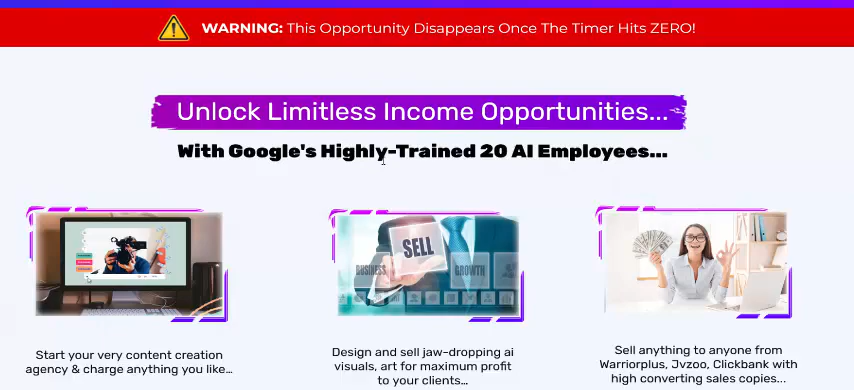 WARNING: This Opportunity Disappears Once The Timer Hits ZERO!
Unlock Limitless Income Opportunities...
With Google's Highly-Trained 20 AI Employees...
SELL
BUSINESS
GROWTH
Start your very content creation
agency & charge anything you like...
Design and sell jaw-dropping ai
visuals, art for maximum profit
to your clients...
Sell anything to anyone from
Warriorplus, Jvzoo, Clickbank with
high converting sales copies...